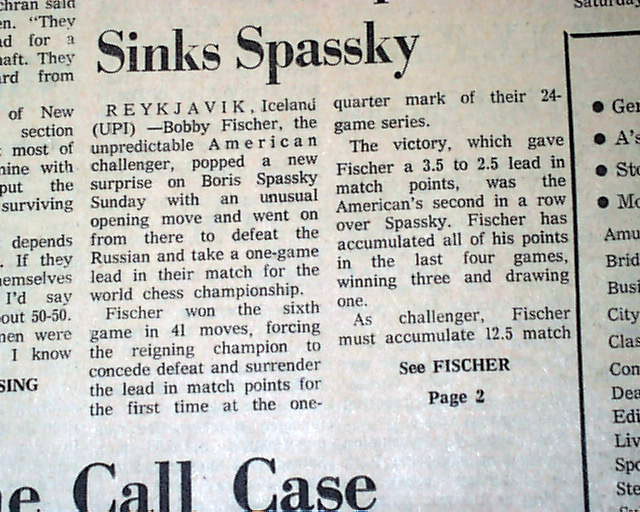 chran said
en. "They
ad for a
haft. They
ard from
of New
section
most of
nine with
put the
surviving
depends
. If they
hemselves
I'd say
out 50-50.
men were
I know
SING
Sinks Spassky
REYKJAVIK, Iceland
(UPI) —Bobby Fischer, the
unpredictable American
challenger, popped a new
surprise on Boris Spassky
Sunday with an unusual
opening move and went on
from there to defeat the
Russian and take a one-game
lead in their match for the
world chess championship.
Fischer won the sixth
game in 41 moves, forcing
the reigning champion to
concede defeat and surrender
the lead in match points for
the first time at the one-
quarter mark of their 24-
game series.
The victory, which gave
Fischer a 3.5 to 2.5 lead in
match points, was the
American's second in a row
over Spassky. Fischer has
accumulated all of his points
in the last four games,
winning three and drawing
one.
As challenger, Fischer
must accumulate 12.5 match
See FISCHER
Page 2
Saturday
● Ger
● A's
● Sto
● Mo
Amu
Brid
Busi
City
Clas
Con
Dea
Edi
Liv
Spo
Ste
e Call Case